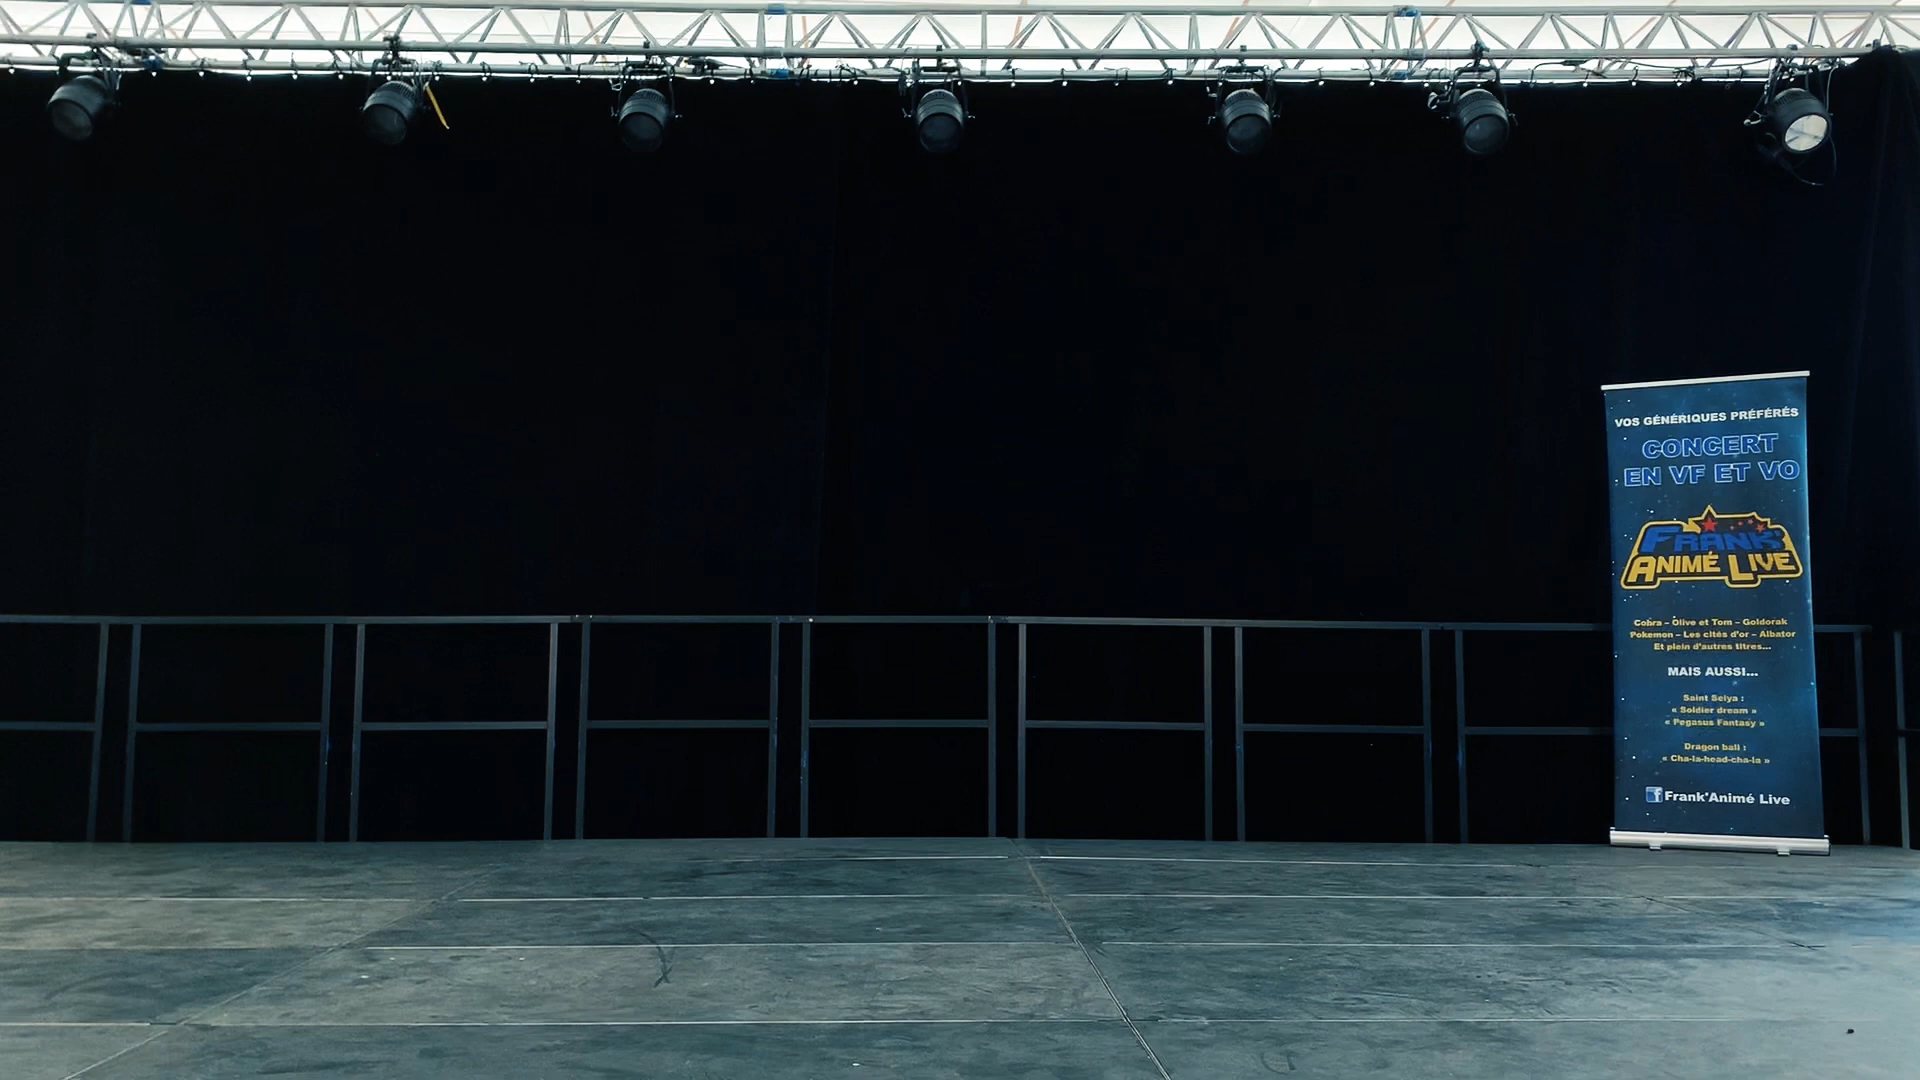 VOS GÉNÉRIQUES PRÉFÉRÉS
CONCERT
EN VF ET VO
FRANK'
ANIMÉ LIVE
Cobra – Olive et Tom – Goldorak
Pokemon – Les cités d'or – Albator
Et plein d'autres titres...
MAIS AUSSI...
Saint Seiya :
« Soldier dream »
« Pegasus Fantasy »
Dragon ball :
« Cha-la-head-cha-la »
f Frank'Animé Live